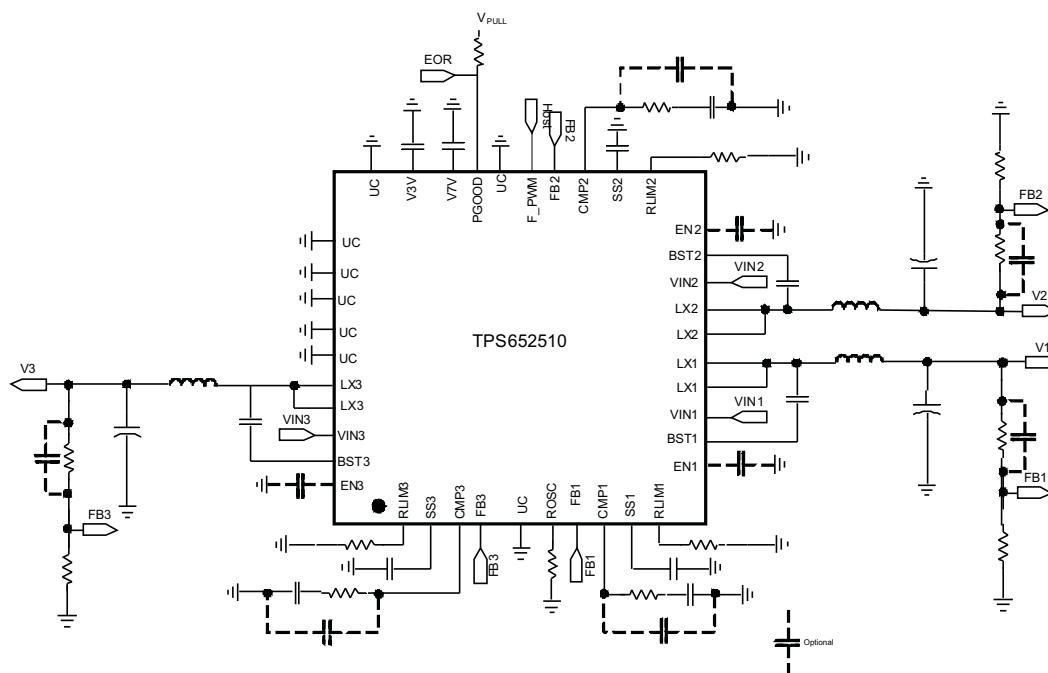 VPULL
EOR
Hbst
FB2
UC
V3V
V7V
PGOOD
UC
F_PWM
FB2
CMP2
SS2
RLIM2
UC
UC
UC
UC
UC
LX3
LX3
VIN3
BST3
EN3
TPS652510
EN2
BST2
VIN2
LX2
LX2
LX1
LX1
VIN1
BST1
EN1
VIN2
VIN1
VIN3
FB2
V2
V1
FB1
V3
FB3
RLIM3
SS3
CMP3
FB3
UC
ROSC
FB1
CMP1
SS1
RLIM1
FB3
FB1
Optional